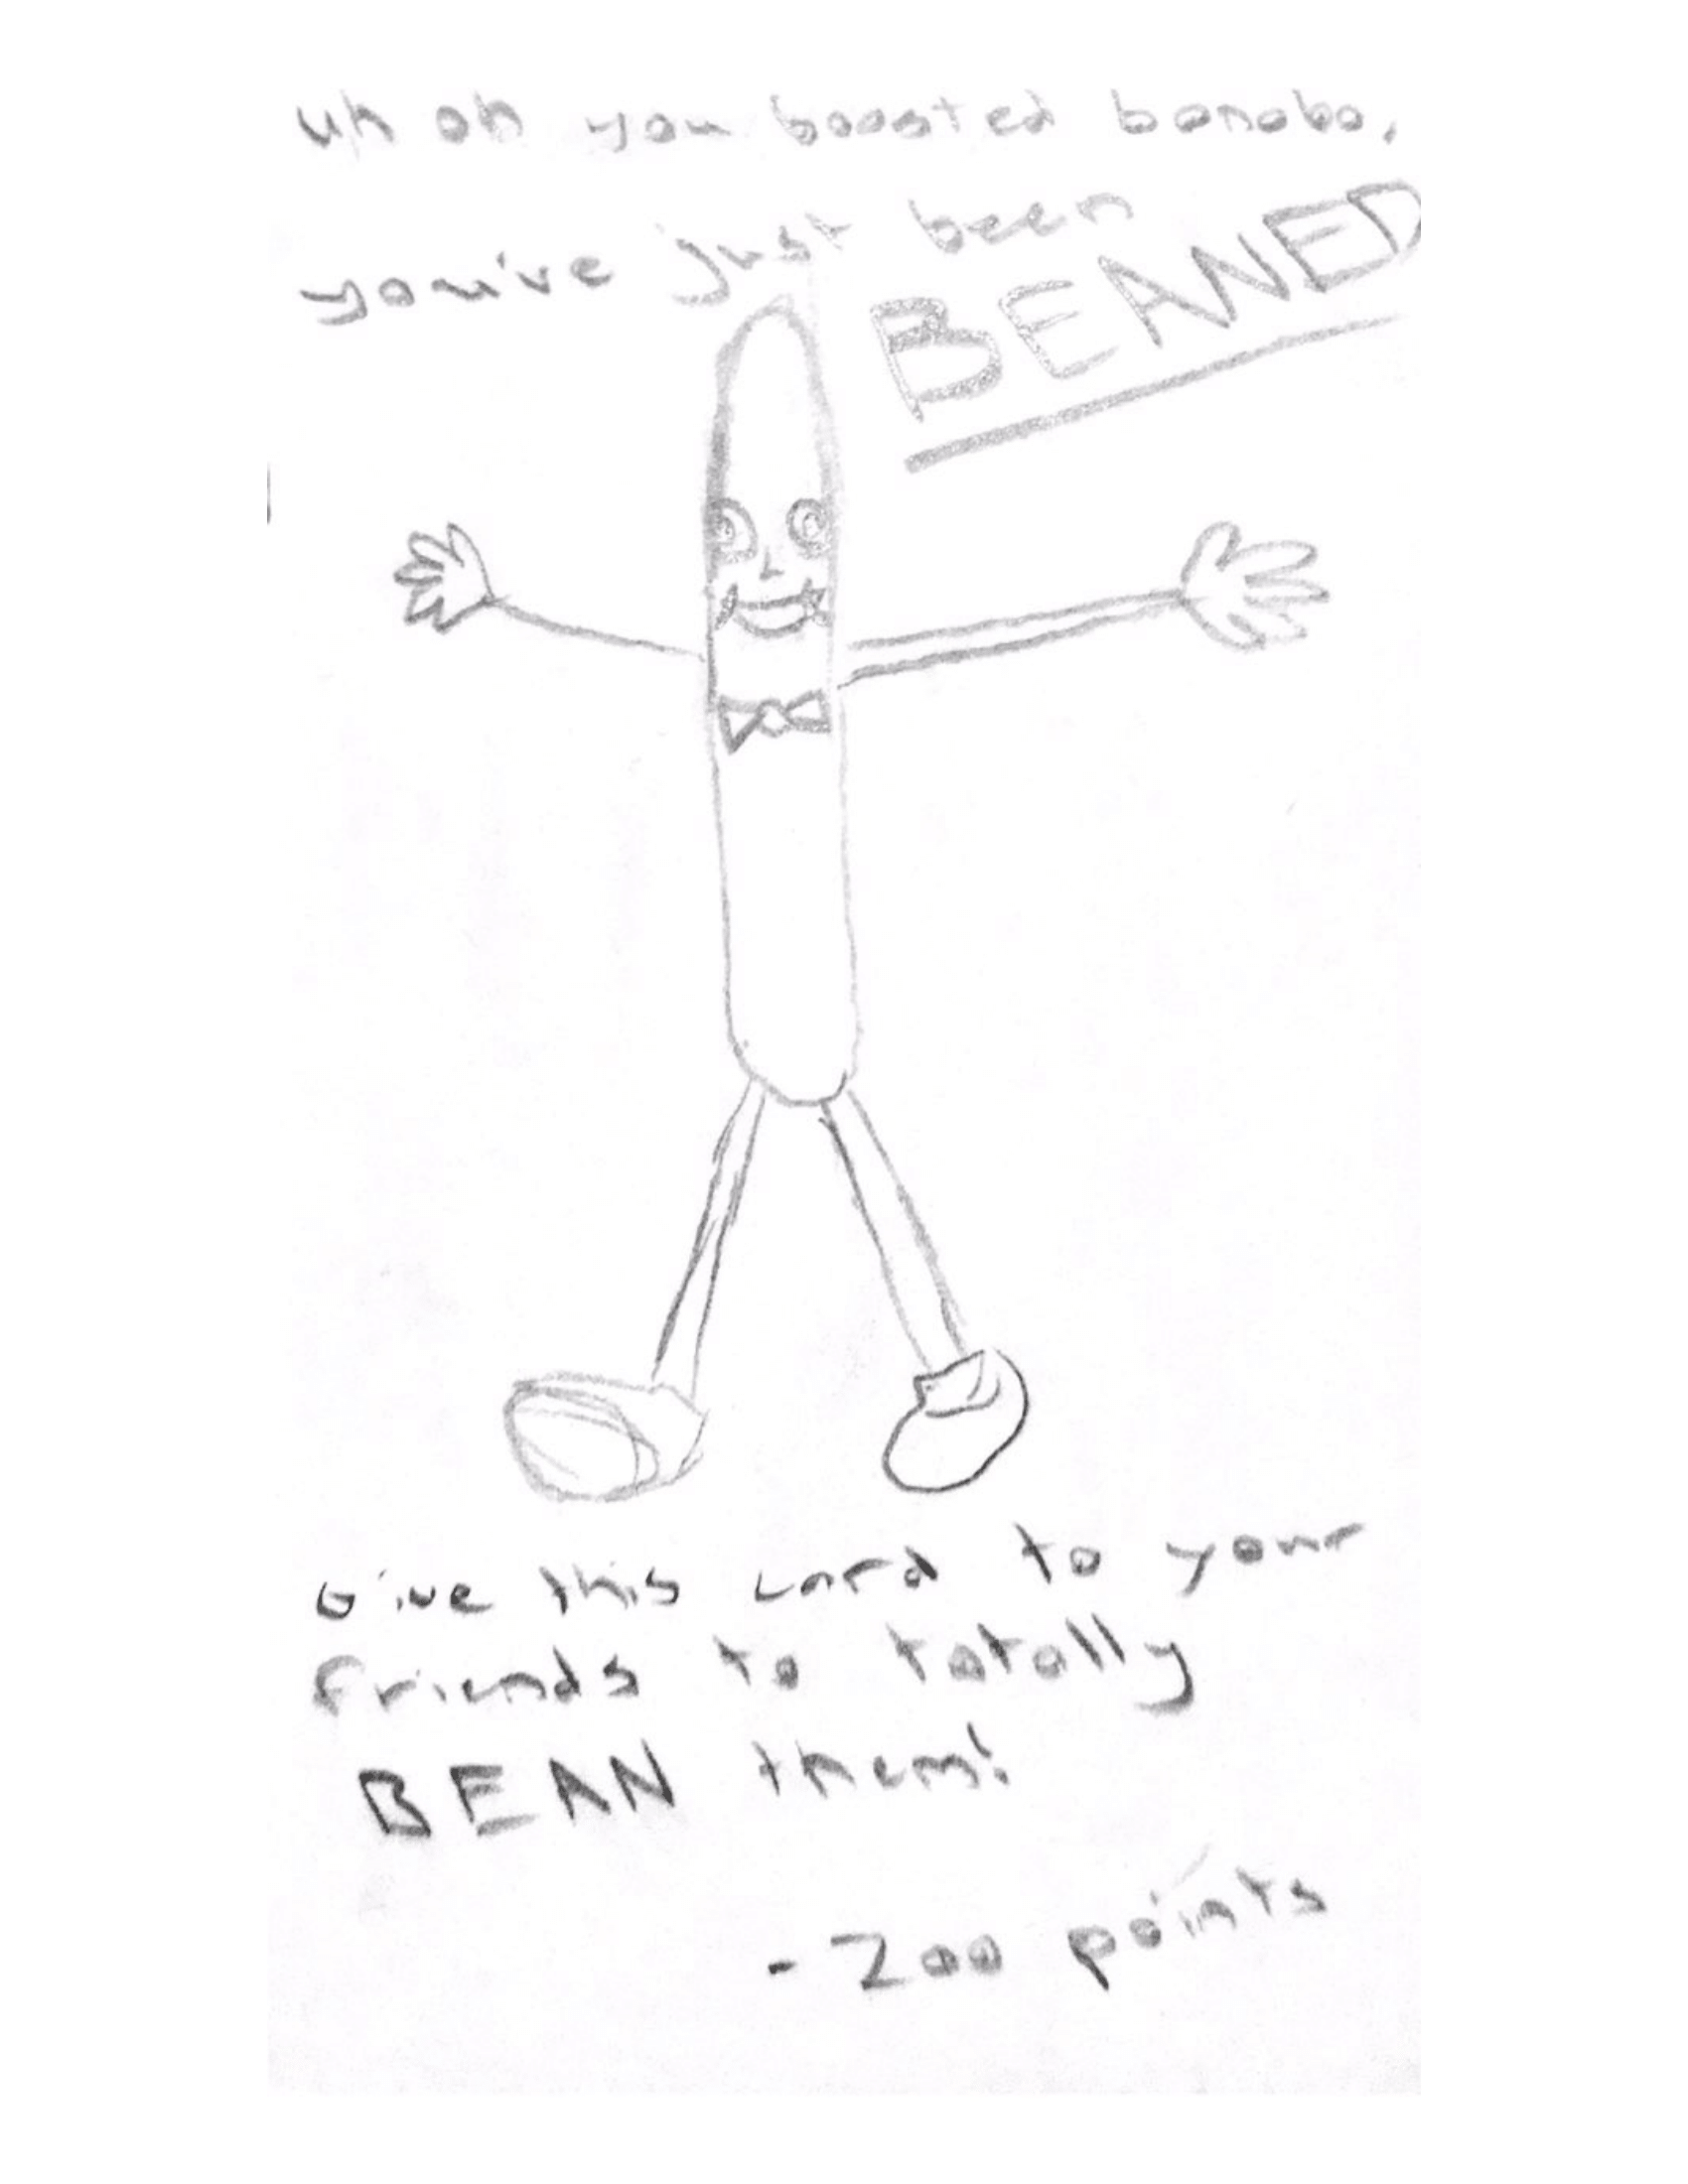 uh oh you boosted bonobo,
you've just been
BEANED
Give this card to your
friends to totally
BEAN them!
- 200 points